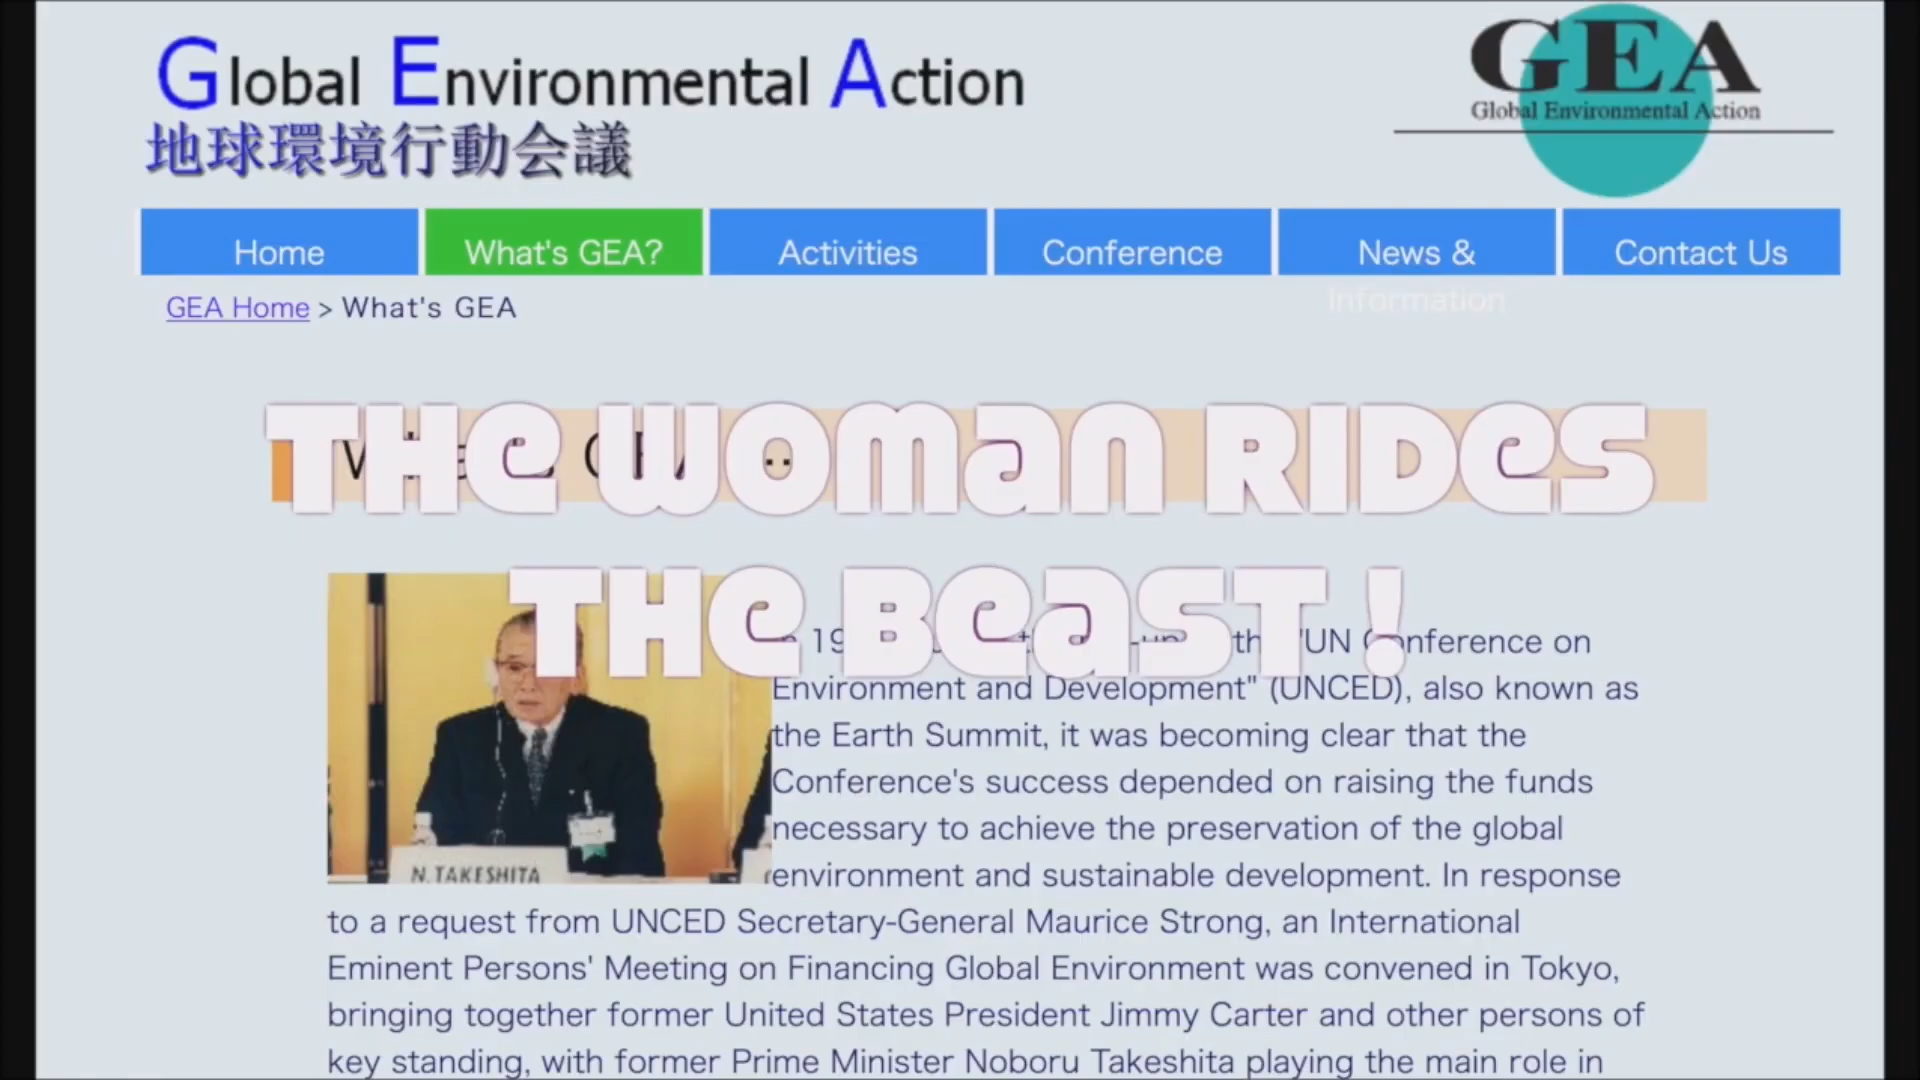 Global Environmental Action
地球環境行動会議
GEA
Global Environmental Action
Home
What's GEA?
Activities
Conference
News &
Information
Contact Us
GEA Home > What's GEA
THE WOMAN RIDES
THE BEAST !
N.TAKESHITA
19
"UN Conference on
Environment and Development" (UNCED), also known as
the Earth Summit, it was becoming clear that the
Conference's success depended on raising the funds
necessary to achieve the preservation of the global
environment and sustainable development. In response
to a request from UNCED Secretary-General Maurice Strong, an International
Eminent Persons' Meeting on Financing Global Environment was convened in Tokyo,
bringing together former United States President Jimmy Carter and other persons of
key standing, with former Prime Minister Noboru Takeshita playing the main role in